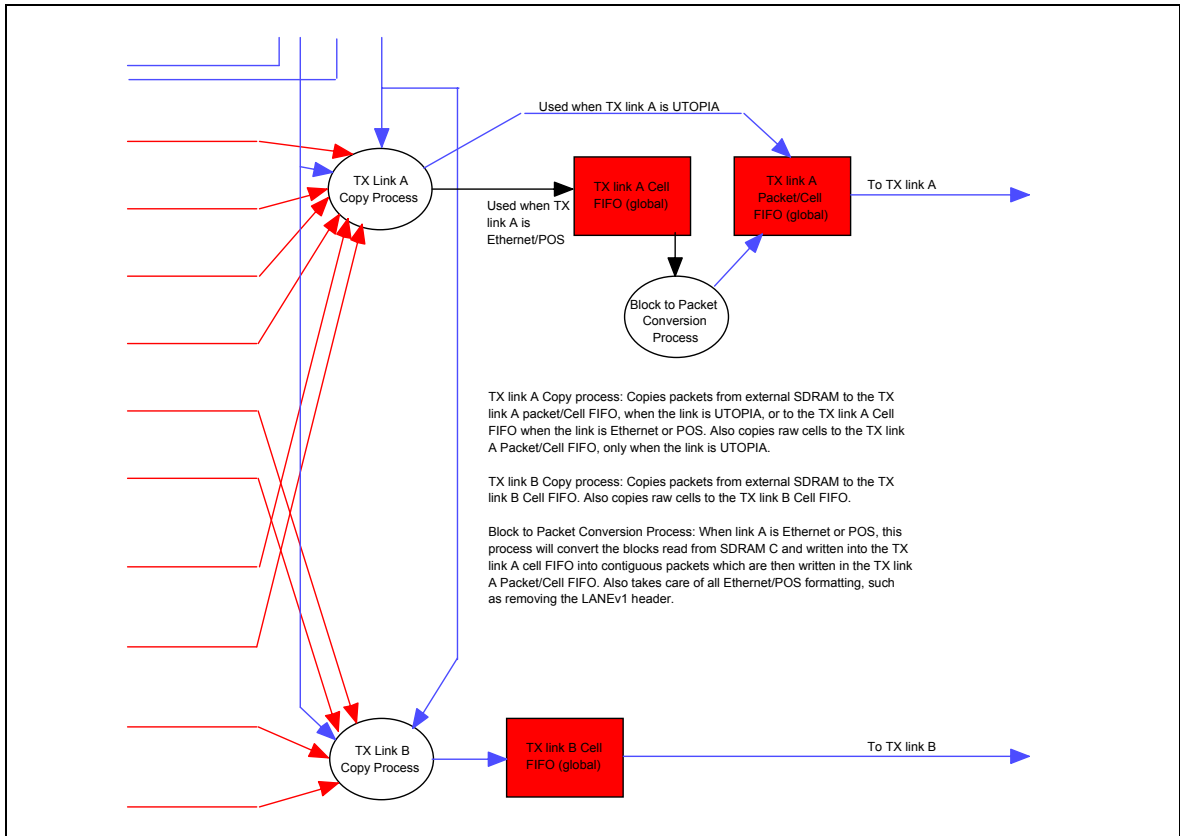 Used when TX link A is UTOPIA
TX Link A
Copy Process
TX link A Cell
FIFO (global)
TX link A
Packet/Cell
FIFO (global)
To TX link A
Used when TX
link A is
Ethernet/POS
Block to Packet
Conversion
Process
TX link A Copy process: Copies packets from external SDRAM to the TX
link A packet/Cell FIFO, when the link is UTOPIA, or to the TX link A Cell
FIFO when the link is Ethernet or POS. Also copies raw cells to the TX link
A Packet/Cell FIFO, only when the link is UTOPIA.
TX link B Copy process: Copies packets from external SDRAM to the TX
link B Cell FIFO. Also copies raw cells to the TX link B Cell FIFO.
Block to Packet Conversion Process: When link A is Ethernet or POS, this
process will convert the blocks read from SDRAM C and written into the TX
link A cell FIFO into contiguous packets which are then written in the TX link
A Packet/Cell FIFO. Also takes care of all Ethernet/POS formatting, such
as removing the LANEv1 header.
TX Link B
Copy Process
TX link B Cell
FIFO (global)
To TX link B